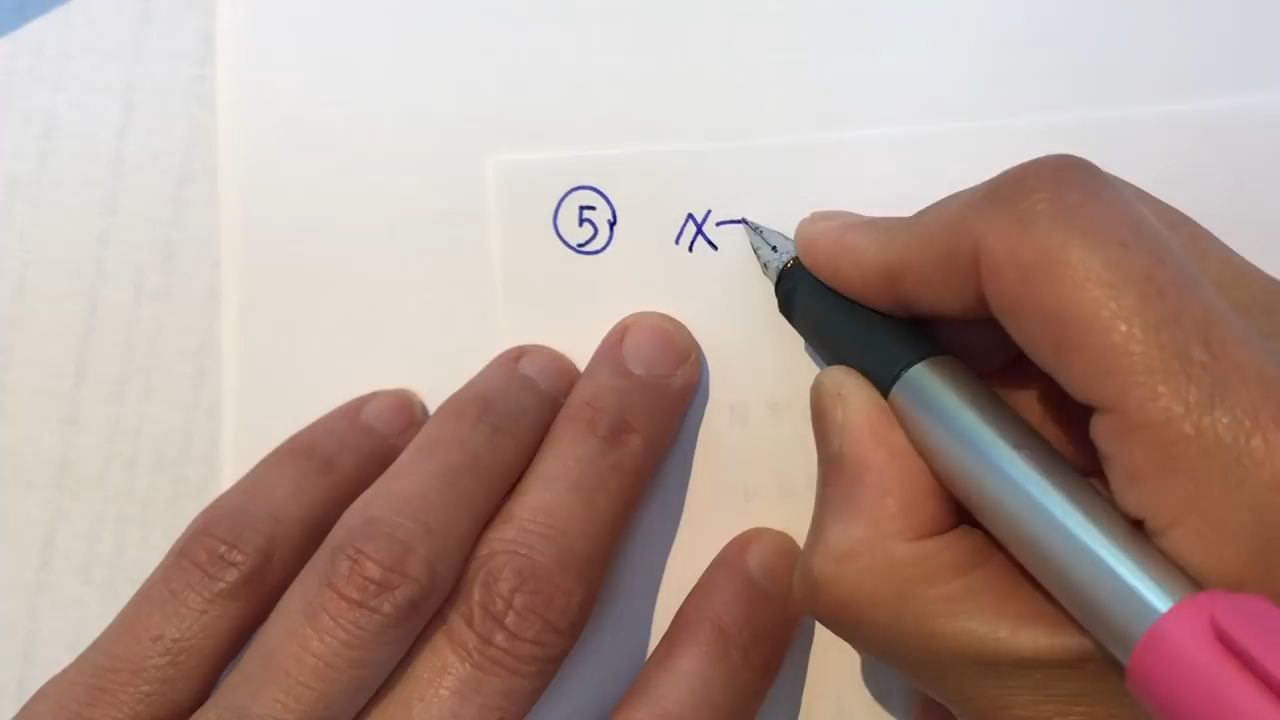 ⑤ x-